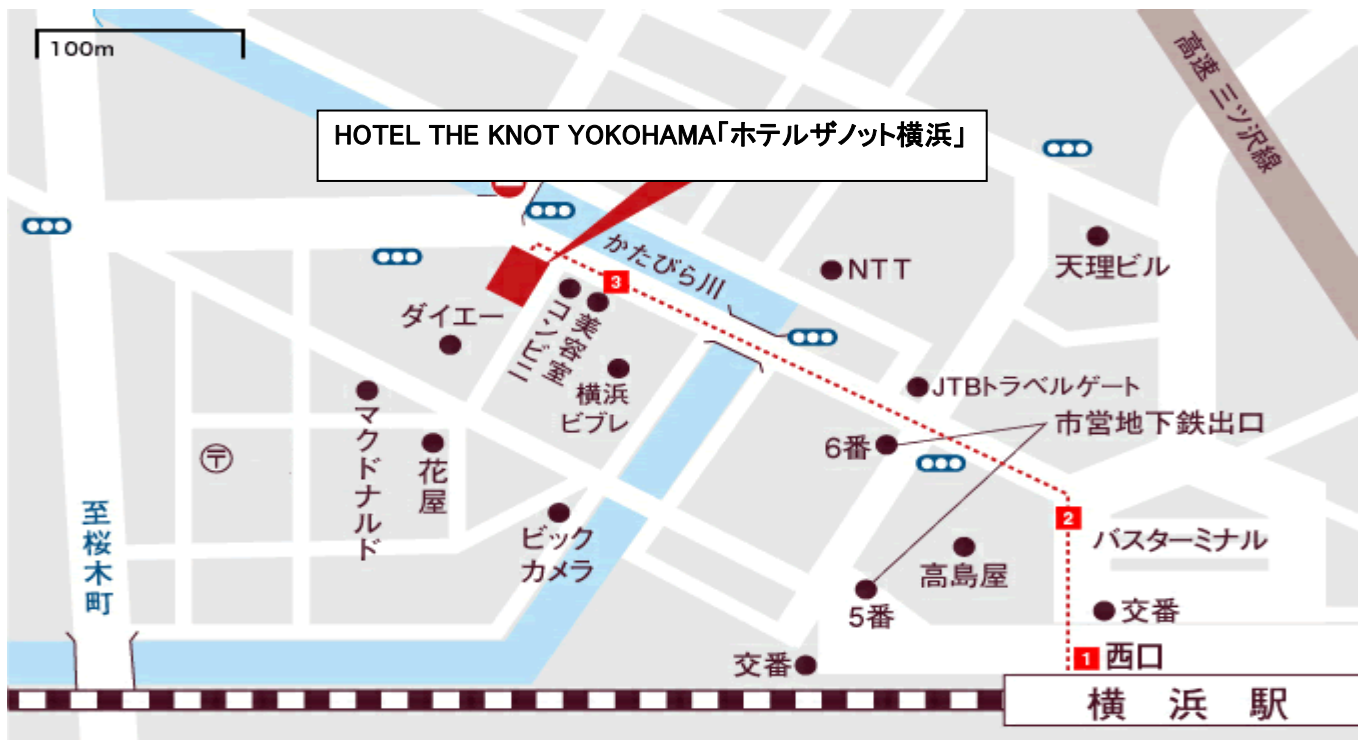 100m
高速 三ツ沢線
HOTEL THE KNOT YOKOHAMA「ホテルザノット横浜」
かたびら川
NTT
天理ビル
3
ダイエー
コンビニ
美容室
横浜
ビブレ
JTBトラベルゲート
マクドナルド
花屋
6番
市営地下鉄出口
〒
至桜木町
ビック
カメラ
2
バスターミナル
高島屋
5番
交番
交番
1
西口
横浜駅